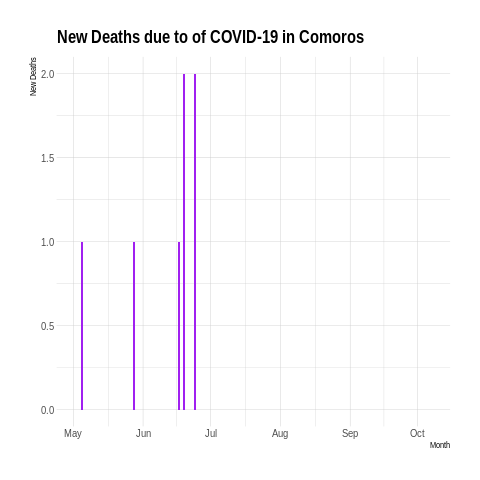 New Deaths due to of COVID-19 in Comoros
New Deaths
2.0
1.5
1.0
0.5
0.0
May Jun Jul Aug Sep Oct
Month